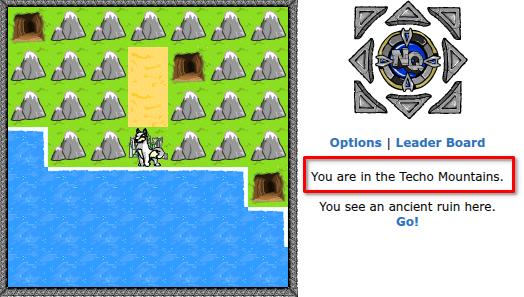 NQ
Options | Leader Board
You are in the Techo Mountains.
You see an ancient ruin here.
Go!